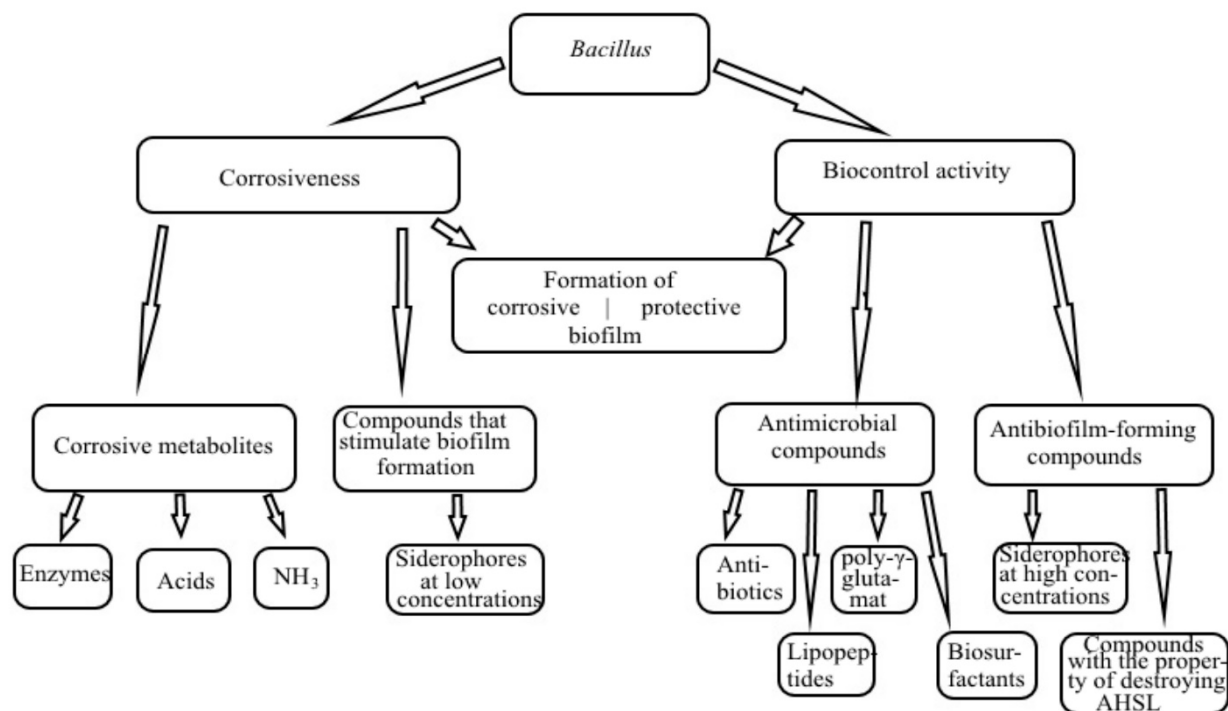 Bacillus
Corrosiveness
Biocontrol activity
Formation of
corrosive | protective
biofilm
Corrosive metabolites
Compounds that
stimulate biofilm
formation
Antimicrobial
compounds
Antibiofilm-forming
compounds
Enzymes
Acids
NH₃
Siderophores
at low
concentrations
Anti-
biotics
poly-γ-
gluta-
mat
Siderophores
at high con-
centrations
Lipopep-
tides
Biosur-
factants
Compounds
with the proper-
ty of destroying
AHSL